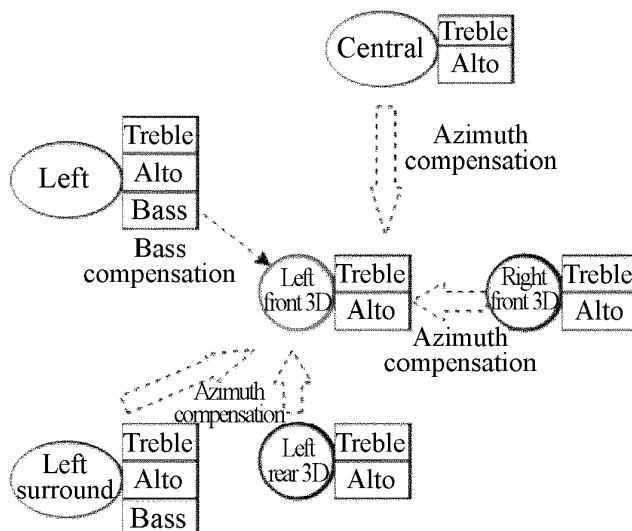 Central
Treble
Alto
Azimuth
compensation
Left
Treble
Alto
Bass
Bass
compensation
Left
front 3D
Treble
Alto
Right
front 3D
Treble
Alto
Azimuth
compensation
Azimuth
compensation
Left
surround
Treble
Alto
Bass
Left
rear 3D
Treble
Alto